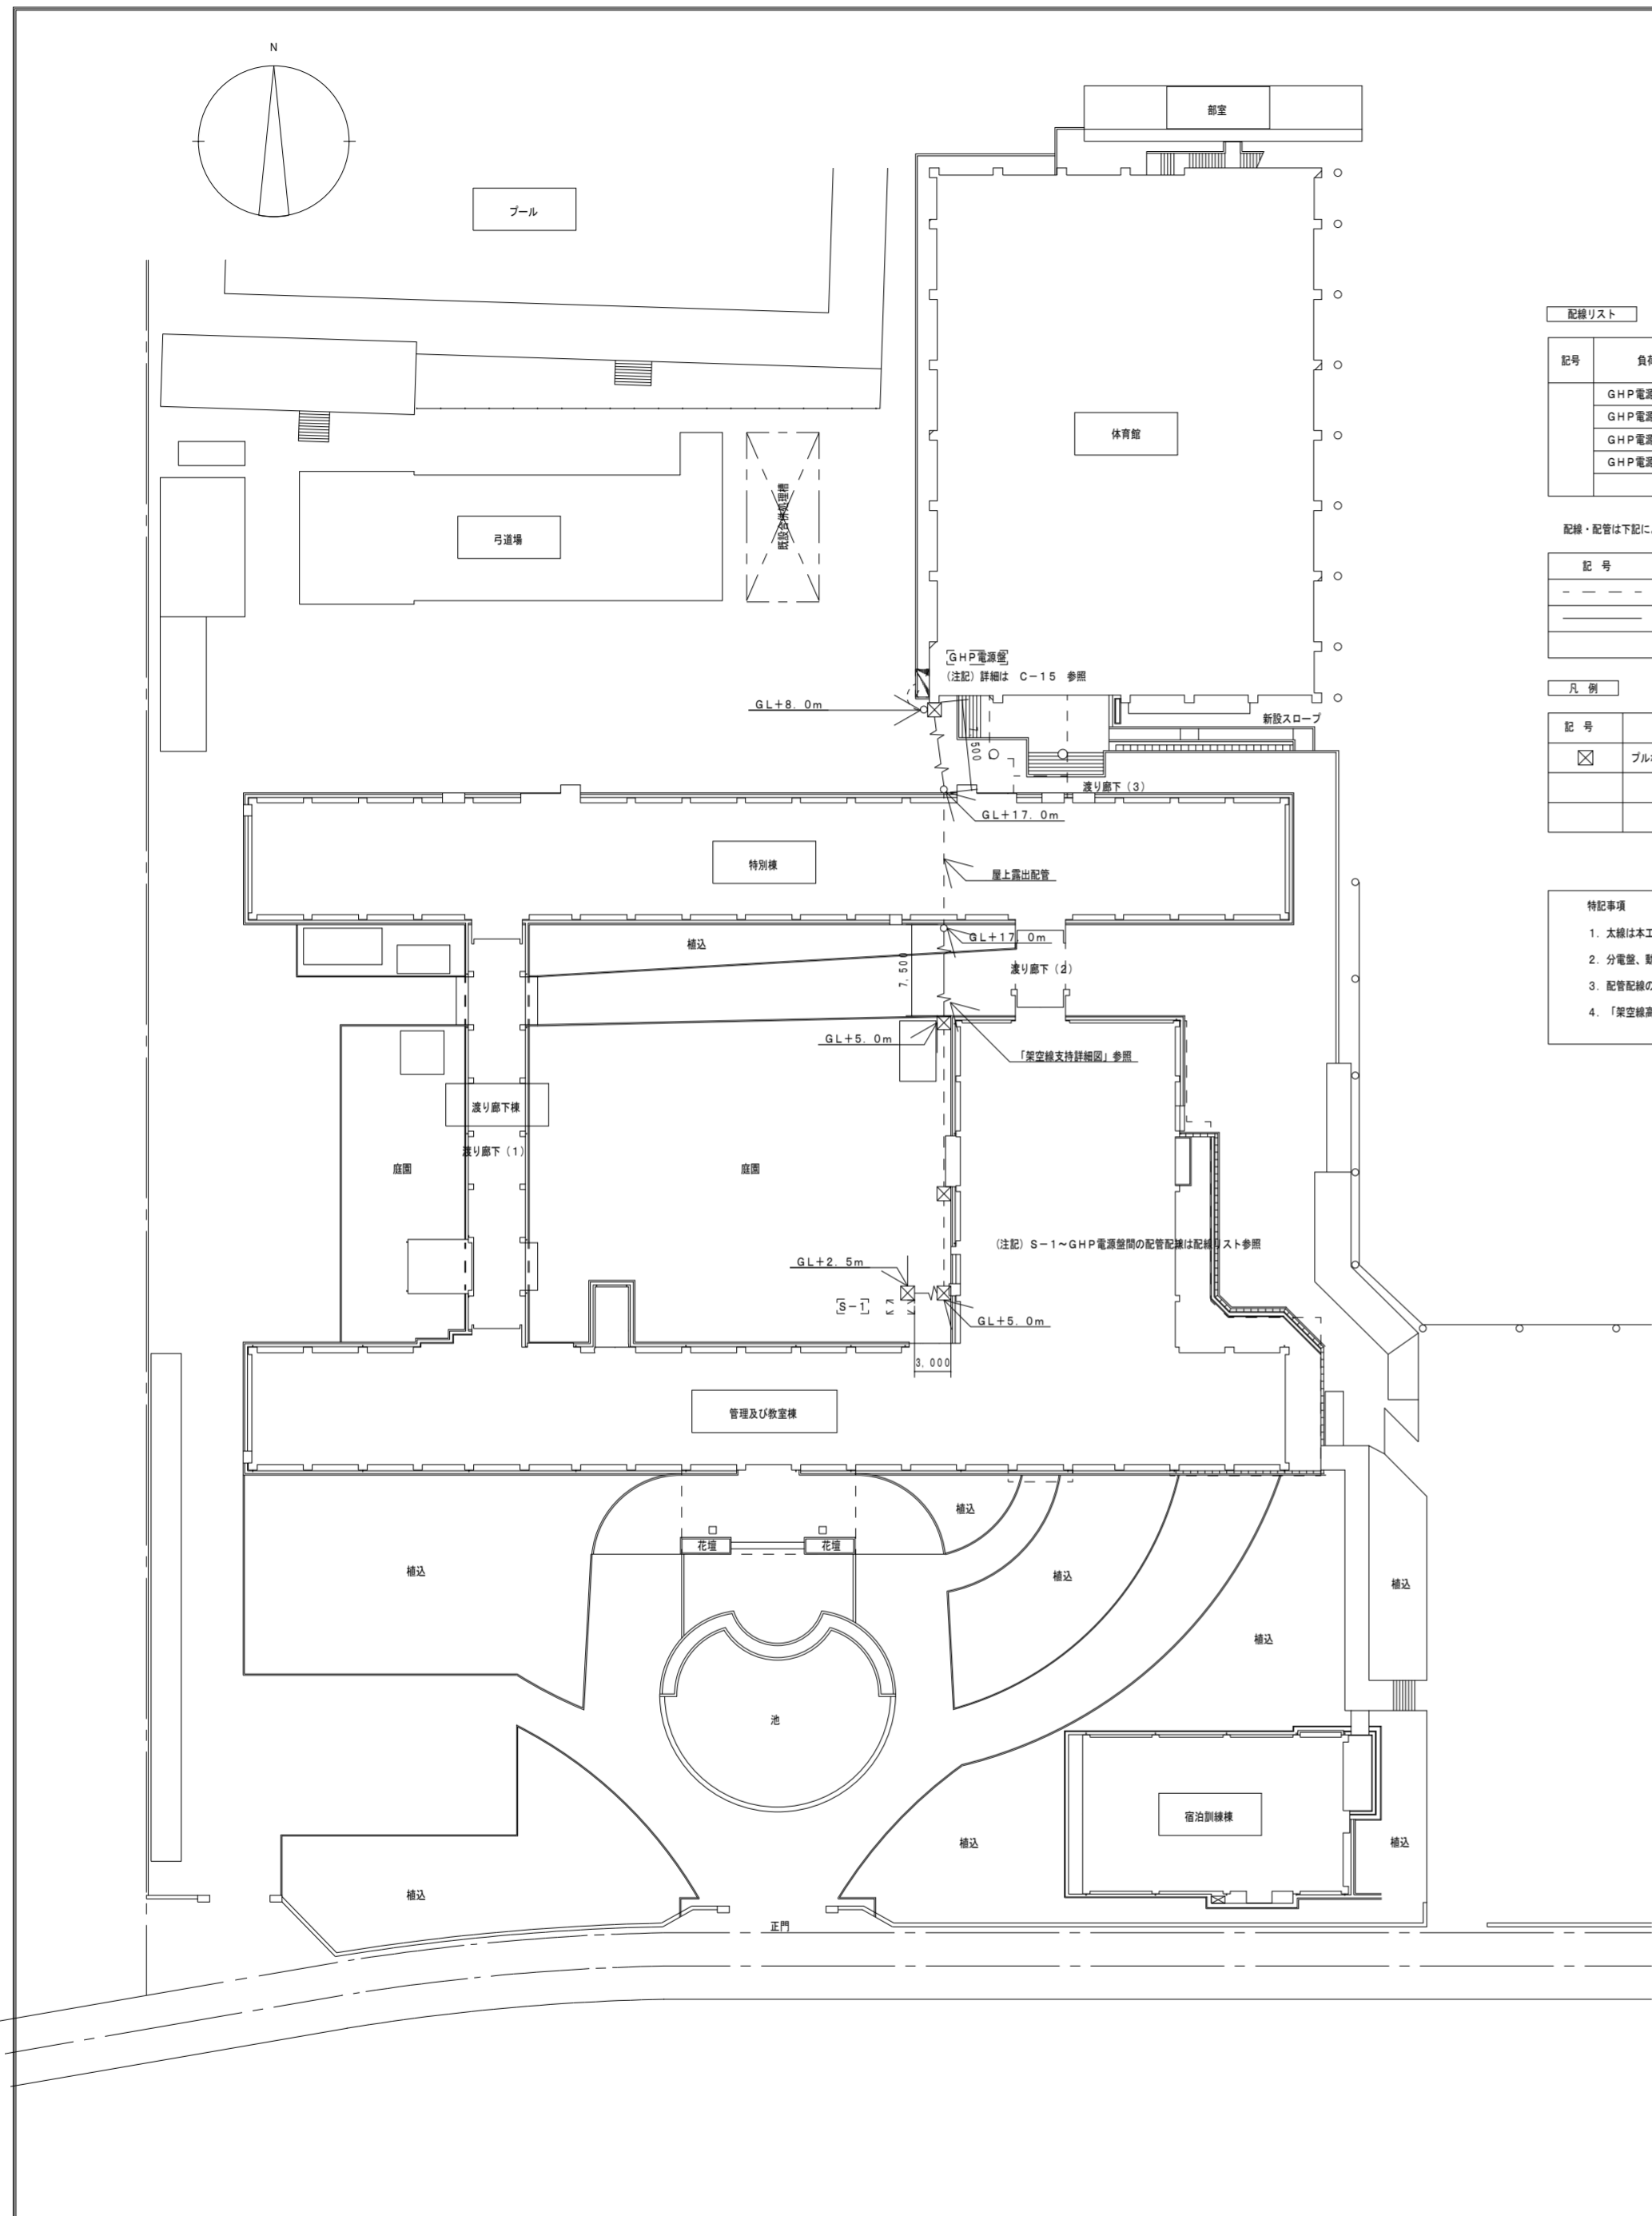 N
部室
プール
配線リスト
記号
GHP電源
GHP電源
GHP電源
GHP電源
体育館
弓道場
既設合併処理槽
配線・配管は下記に
記 号
[GHP電源盤]
(注記)詳細は C-15 参照
凡 例
GL+8.0m
新設スロープ
記 号
7,500
渡り廊下(3)
GL+17.0m
特別棟
屋上露出配管
特記事項
1.太線は本工
2.分電盤、動
3.配管配線の
4.「架空線高
植込
GL+17.0m
7,500
渡り廊下(2)
GL+5.0m
「架空線支持詳細図」参照
渡り廊下棟
渡り廊下(1)
庭園
庭園
(注記)S-1~GHP電源盤間の配管配線は配線リスト参照
GL+2.5m
[S-1]
GL+5.0m
3,000
管理及び教室棟
植込
花壇
花壇
植込
植込
植込
植込
池
宿泊訓練棟
植込
植込
植込
正門